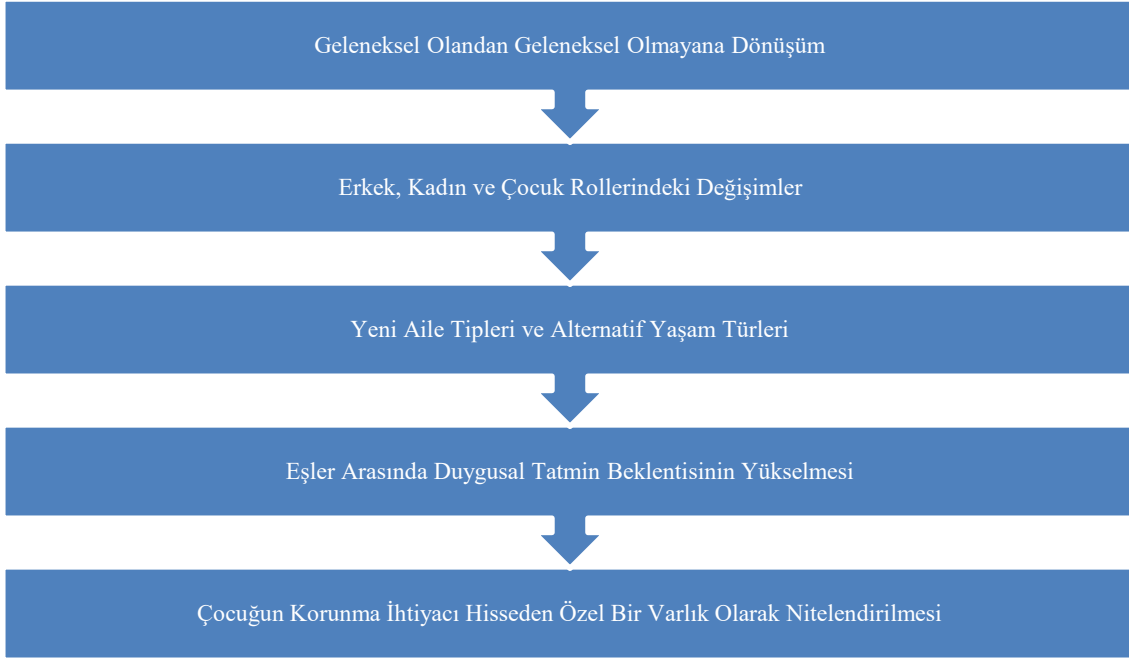 Geleneksel Olandan Geleneksel Olmayana Dönüşüm
Erkek, Kadın ve Çocuk Rollerindeki Değişimler
Yeni Aile Tipleri ve Alternatif Yaşam Türleri
Eşler Arasında Duygusal Tatmin Beklentisinin Yükselmesi
Çocuğun Korunma İhtiyacı Hisseden Özel Bir Varlık Olarak Nitelendirilmesi